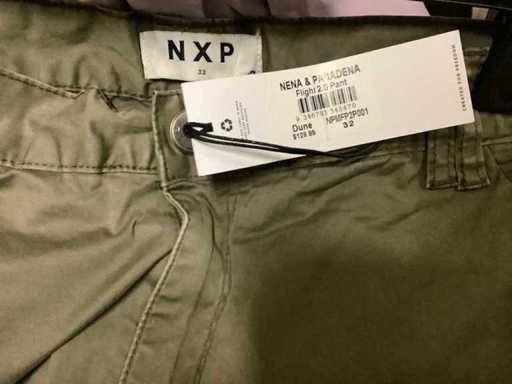 NXP
32
NENA & PASADENA
Flight 2.0 Pant
Dune NPMFP2P001
$129.99 32
CREATED FOR FREEDOM